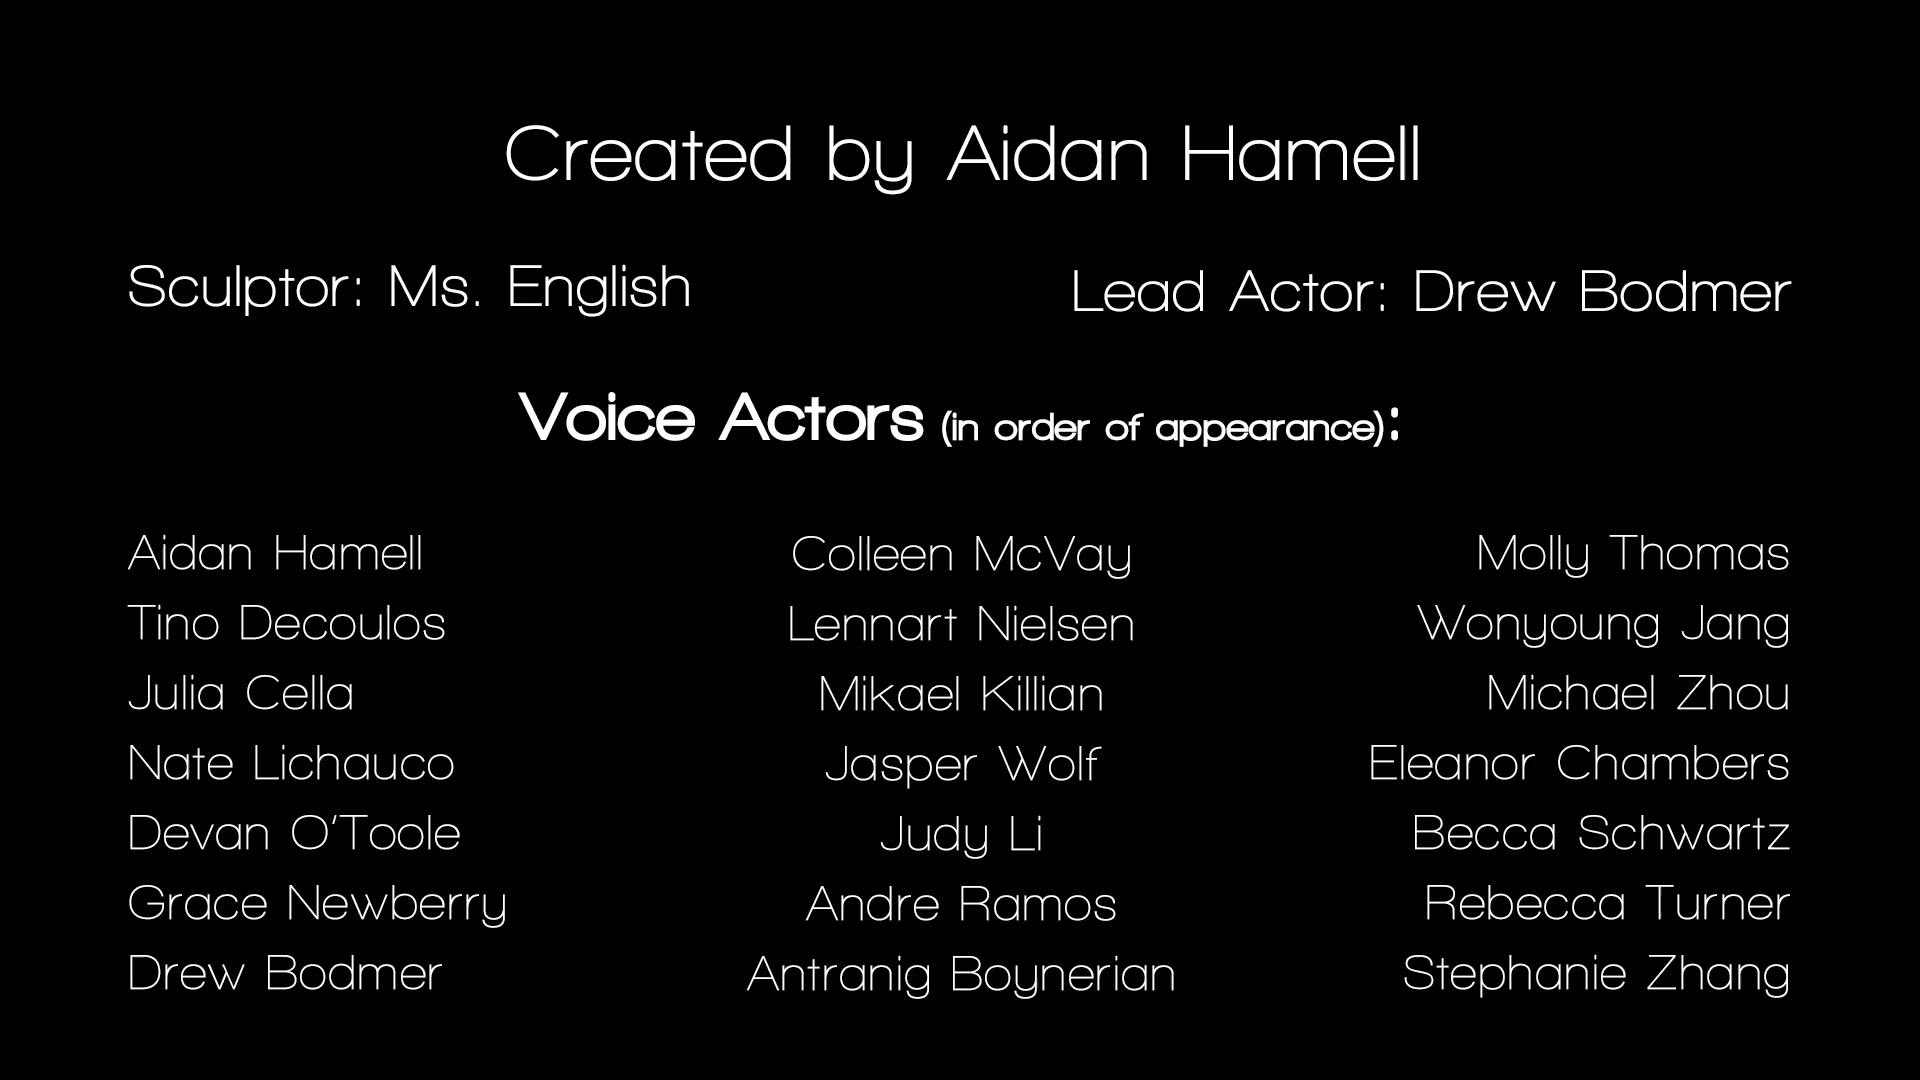 Created by Aidan Hamell
Sculptor: Ms. English
Lead Actor: Drew Bodmer
Voice Actors (in order of appearance):
Aidan Hamell
Tino Decoulos
Julia Cella
Nate Lichauco
Devan O'Toole
Grace Newberry
Drew Bodmer
Colleen McVay
Lennart Nielsen
Mikael Killian
Jasper Wolf
Judy Li
Andre Ramos
Antranig Boynerian
Molly Thomas
Wonyoung Jang
Michael Zhou
Eleanor Chambers
Becca Schwartz
Rebecca Turner
Stephanie Zhang